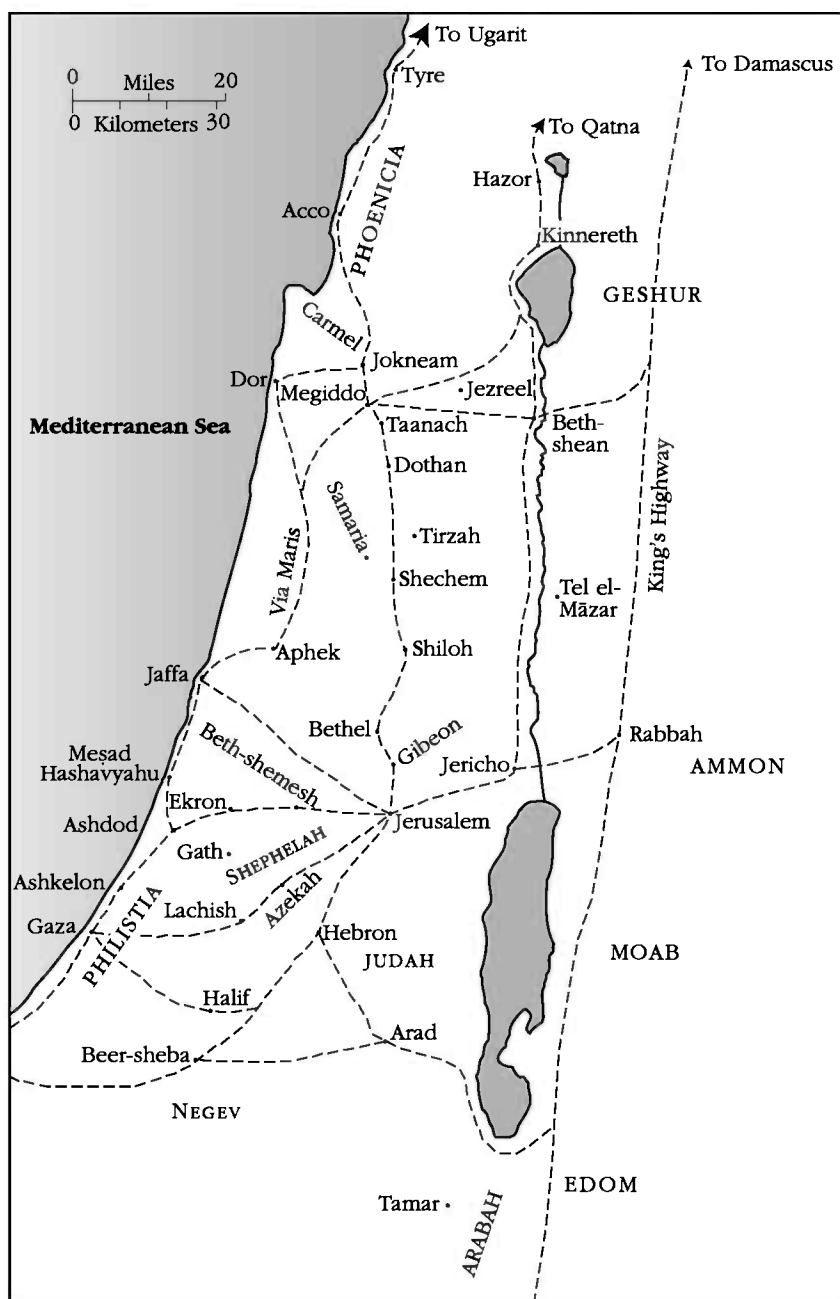 To Ugarit
0 Miles 20
0 Kilometers 30
Tyre
To Damascus
To Qatna
Hazor
PHOENICIA
Acco
Kinnereth
GESHUR
Carmel
Jokneam
Dor
Megiddo
Jezreel
Mediterranean Sea
Taanach
Beth-
shean
Dothan
Samaria
Tirzah
King's Highway
Via Maris
Shechem
Tel el-
Māzar
Aphek
Shiloh
Jaffa
Bethel
Gibeon
Rabbah
Beth-shemesh
Jericho
AMMON
Meṣad
Hashavyahu
Ekron
Ashdod
Jerusalem
Gath
SHEPHELAH
Ashkelon
Lachish
Azekah
Gaza
PHILISTIA
Hebron
JUDAH
MOAB
Halif
Arad
Beer-sheba
NEGEV
EDOM
Tamar
ARABAH